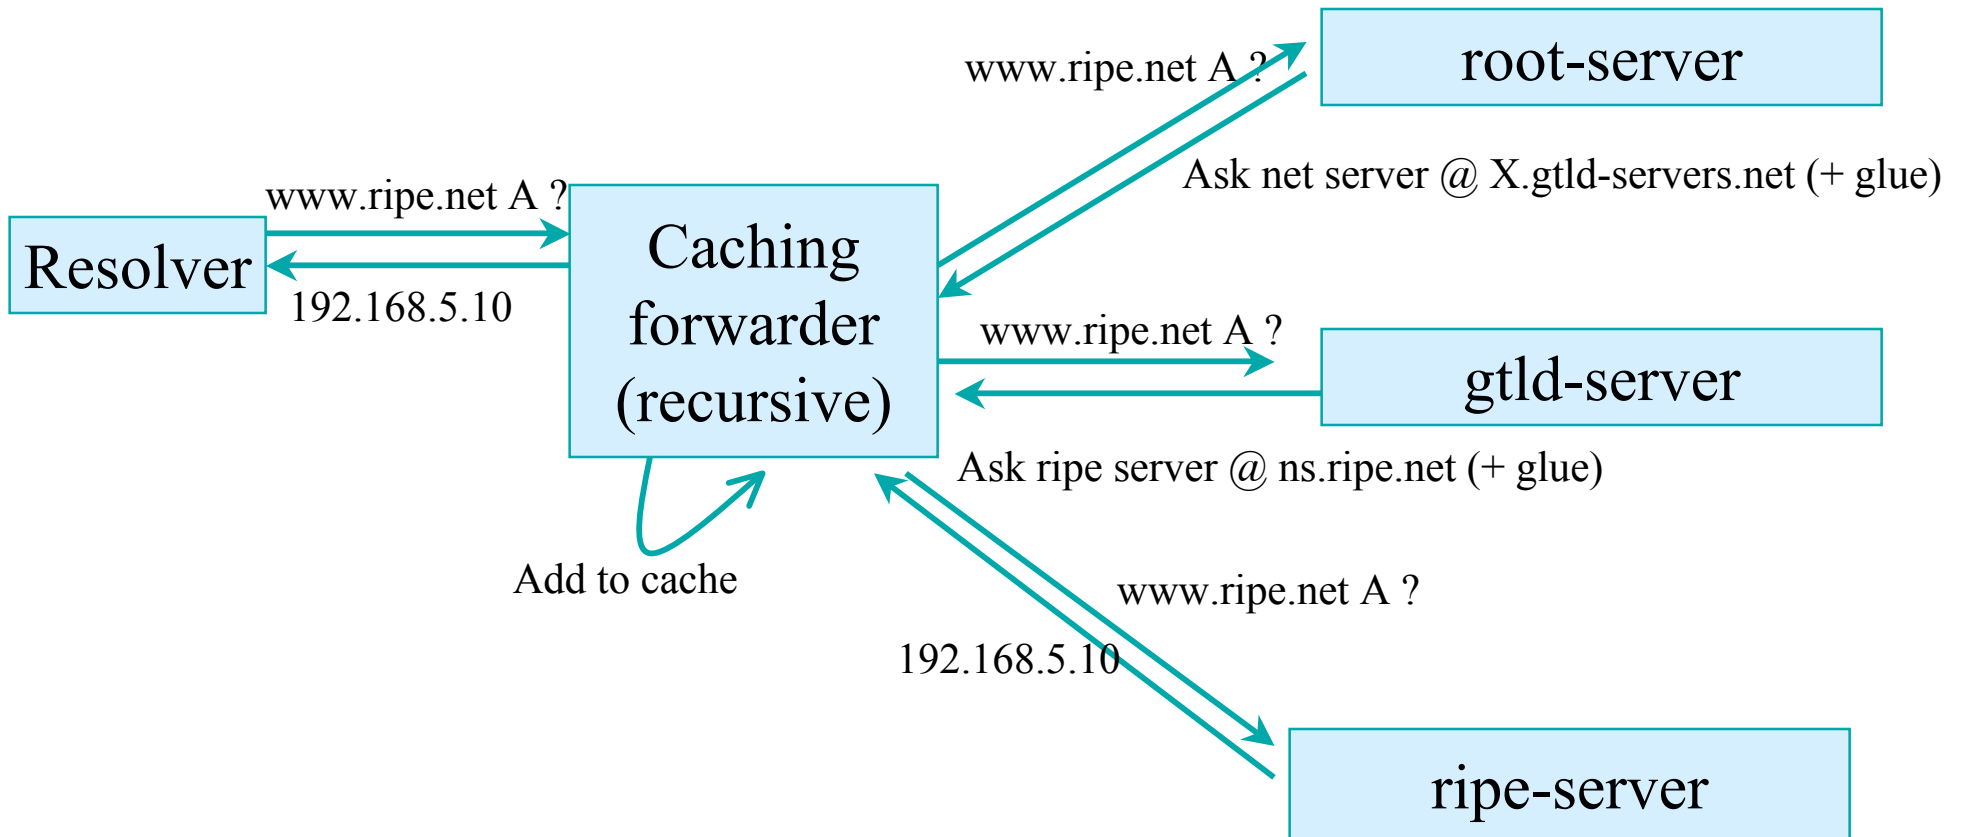 www.ripe.net A ?
root-server
Ask net server @ X.gtld-servers.net (+ glue)
www.ripe.net A ?
Resolver
192.168.5.10
Caching
forwarder
(recursive)
www.ripe.net A ?
gtld-server
Ask ripe server @ ns.ripe.net (+ glue)
Add to cache
www.ripe.net A ?
192.168.5.10
ripe-server